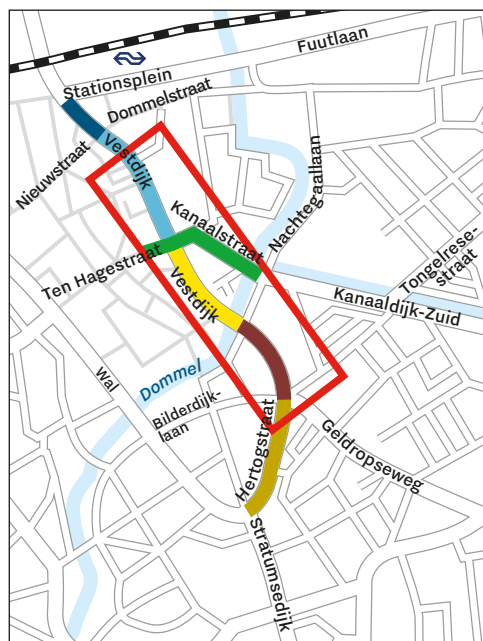 Fuutlaan
Stationsplein
Dommelstraat
Nieuwstraat
Vestdijk
Nachtegaallaan
Kanaalstraat
Ten Hagestraat
Tongelrese-
straat
Vestdijk
Kanaaldijk-Zuid
Wal
Dommel
Bilderdijk-
laan
Hertogstraat
Geldropseweg
Stratumsedijk